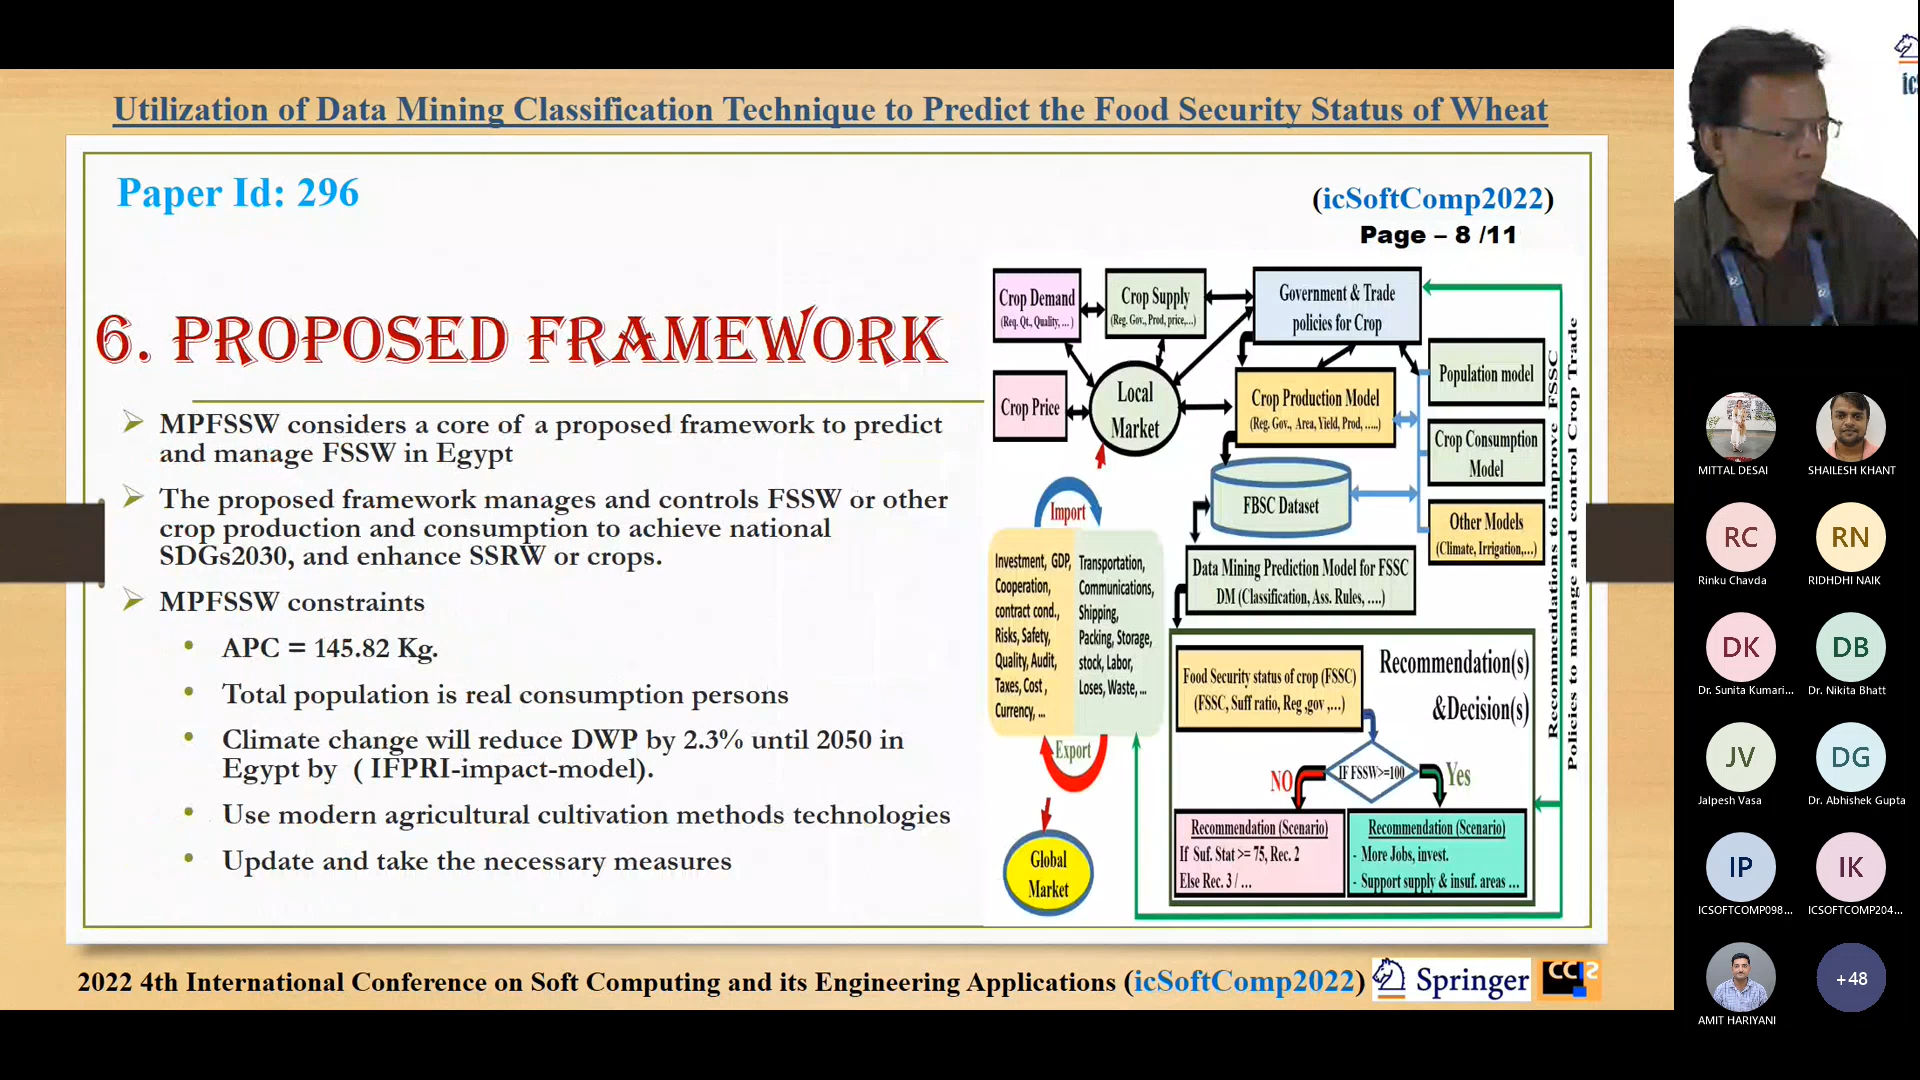 Utilization of Data Mining Classification Technique to Predict the Food Security Status of Wheat
Paper Id: 296
(icSoftComp2022)
Page – 8 /11
6. PROPOSED FRAMEWORK
MPFSSW considers a core of a proposed framework to predict
and manage FSSW in Egypt
The proposed framework manages and controls FSSW or other
crop production and consumption to achieve national
SDGs2030, and enhance SSRW or crops.
MPFSSW constraints
APC = 145.82 Kg.
Total population is real consumption persons
Climate change will reduce DWP by 2.3% until 2050 in
Egypt by ( IFPRI-impact-model).
Use modern agricultural cultivation methods technologies
Update and take the necessary measures
Crop Demand
(Req. Qt., Quality, ... )
Crop Supply
(Reg. Gov., Prod, price,...)
Government & Trade
policies for Crop
Crop Price
Local
Market
Crop Production Model
(Reg. Gov., Area, Yield, Prod, .....)
Population model
Crop Consumption
Model
Other Models
(Climate, Irrigation,...)
FBSC Dataset
Import
Investment, GDP,
Cooperation,
contract cond.,
Risks, Safety,
Quality, Audit,
Taxes, Cost ,
Currency, ...
Transportation,
Communications,
Shipping,
Packing, Storage,
stock, Labor,
Loses, Waste, ...
Export
Global
Market
Data Mining Prediction Model for FSSC
DM (Classification, Ass. Rules, ....)
Food Security status of crop (FSSC)
(FSSC, Suff ratio, Reg ,gov ,...)
Recommendation(s)
&Decision(s)
IF FSSW>=100
NO
Yes
Recommendation (Scenario)
If Suf. Stat >= 75, Rec. 2
Else Rec. 3 / ...
Recommendation (Scenario)
- More Jobs, invest.
- Support supply & insuf. areas ...
Recommendations to improve FSSC
Policies to manage and control Crop Trade
2022 4th International Conference on Soft Computing and its Engineering Applications (icSoftComp2022)
Springer
CCIS
ic
MITTAL DESAI
SHAILESH KHANT
RC
Rinku Chavda
RN
RIDHDHI NAIK
DK
Dr. Sunita Kumari...
DB
Dr. Nikita Bhatt
JV
Jalpesh Vasa
DG
Dr. Abhishek Gupta
IP
ICSOFTCOMP098...
IK
ICSOFTCOMP204...
AMIT HARIYANI
+48